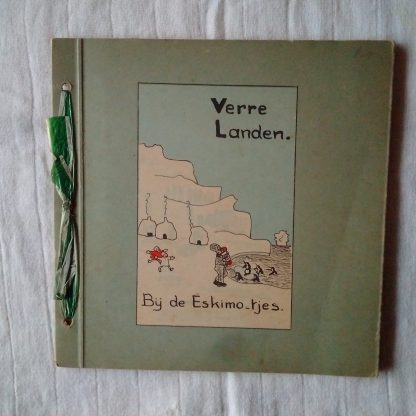 Verre
Landen.
Bij de Eskimo-tjes.